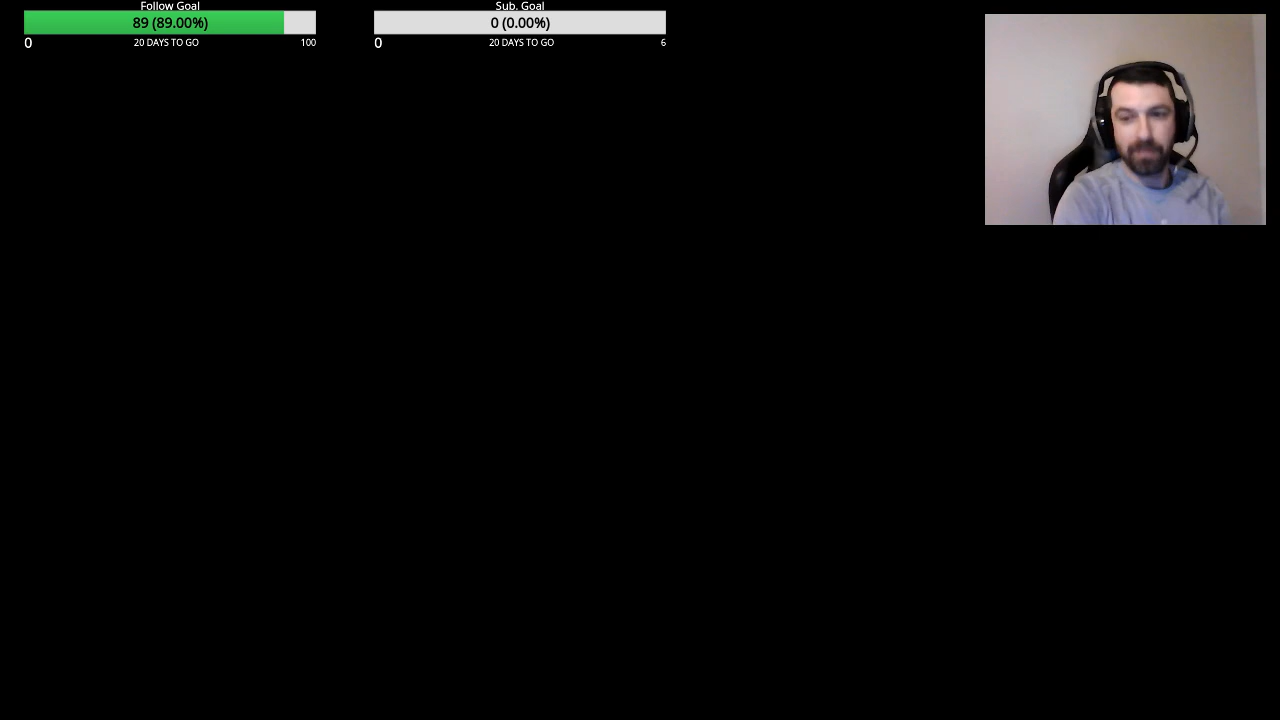 Follow Goal
89 (89.00%)
0 20 DAYS TO GO 100
Sub. Goal
0 (0.00%)
0 20 DAYS TO GO 6